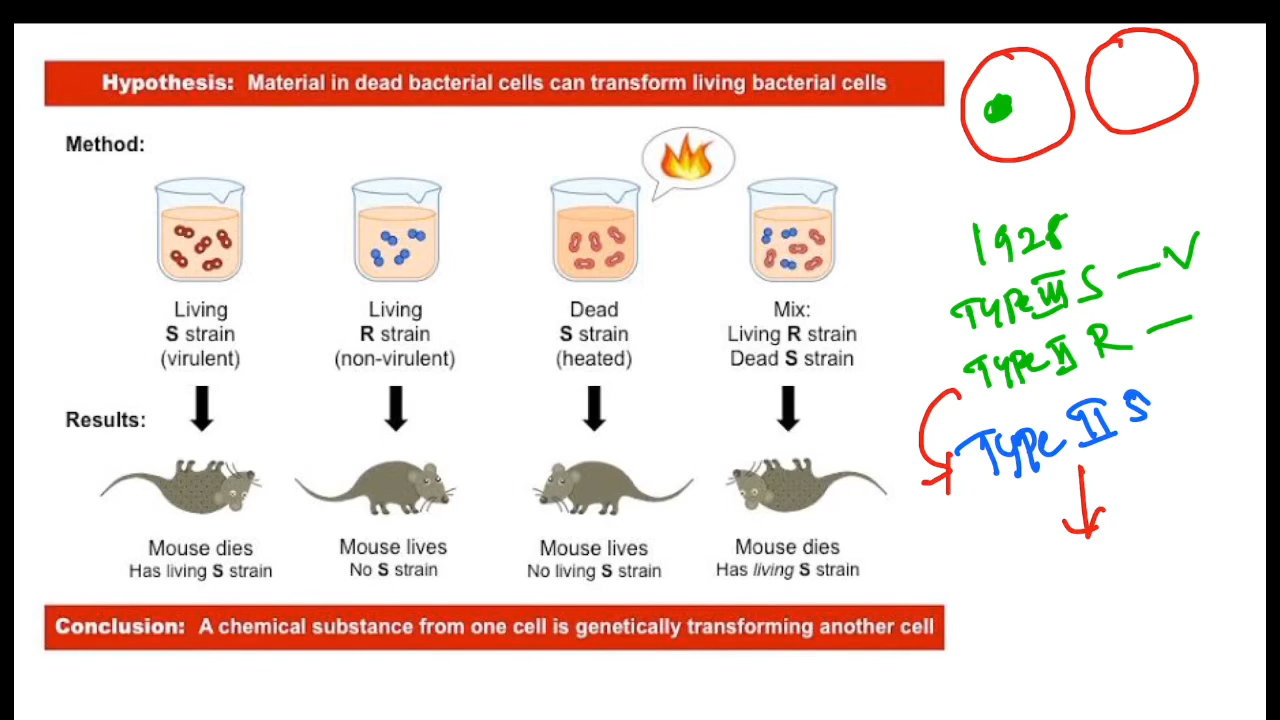 Hypothesis: Material in dead bacterial cells can transform living bacterial cells
Method:
Living
S strain
(virulent)
Living
R strain
(non-virulent)
Dead
S strain
(heated)
Mix:
Living R strain
Dead S strain
Results:
Mouse dies
Has living S strain
Mouse lives
No S strain
Mouse lives
No living S strain
Mouse dies
Has living S strain
Conclusion: A chemical substance from one cell is genetically transforming another cell
1928
Type III S — V
Type II R —
Type II S